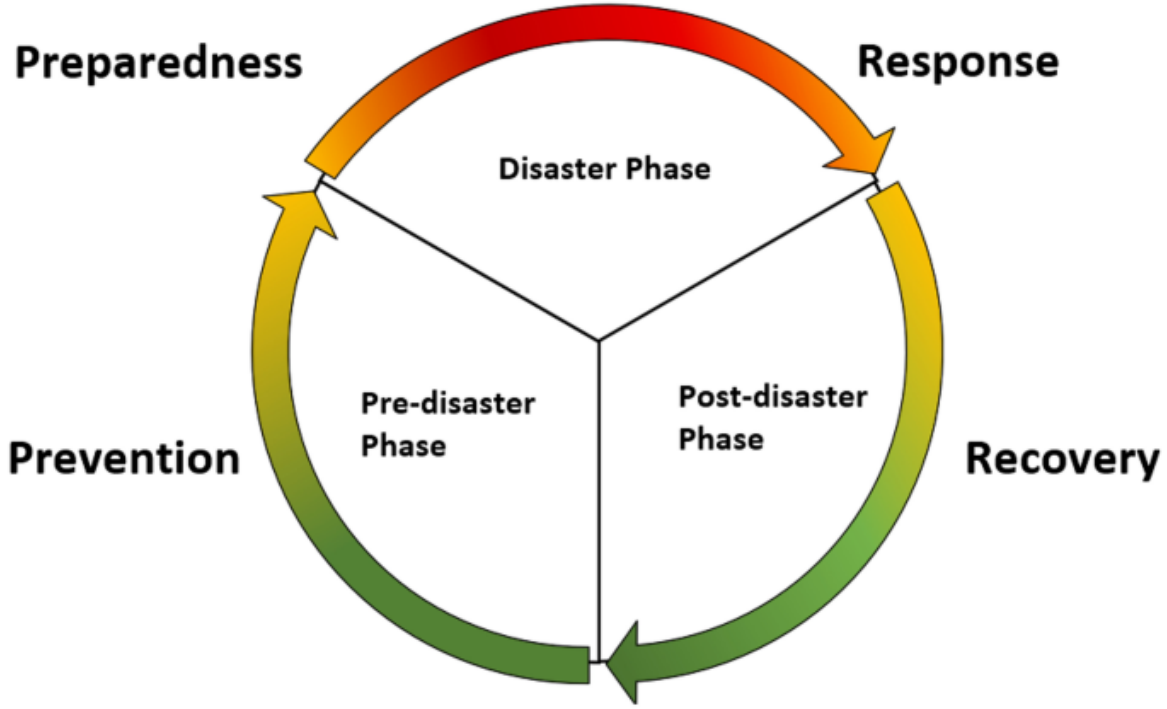 Preparedness
Response
Disaster Phase
Pre-disaster
Phase
Post-disaster
Phase
Prevention
Recovery